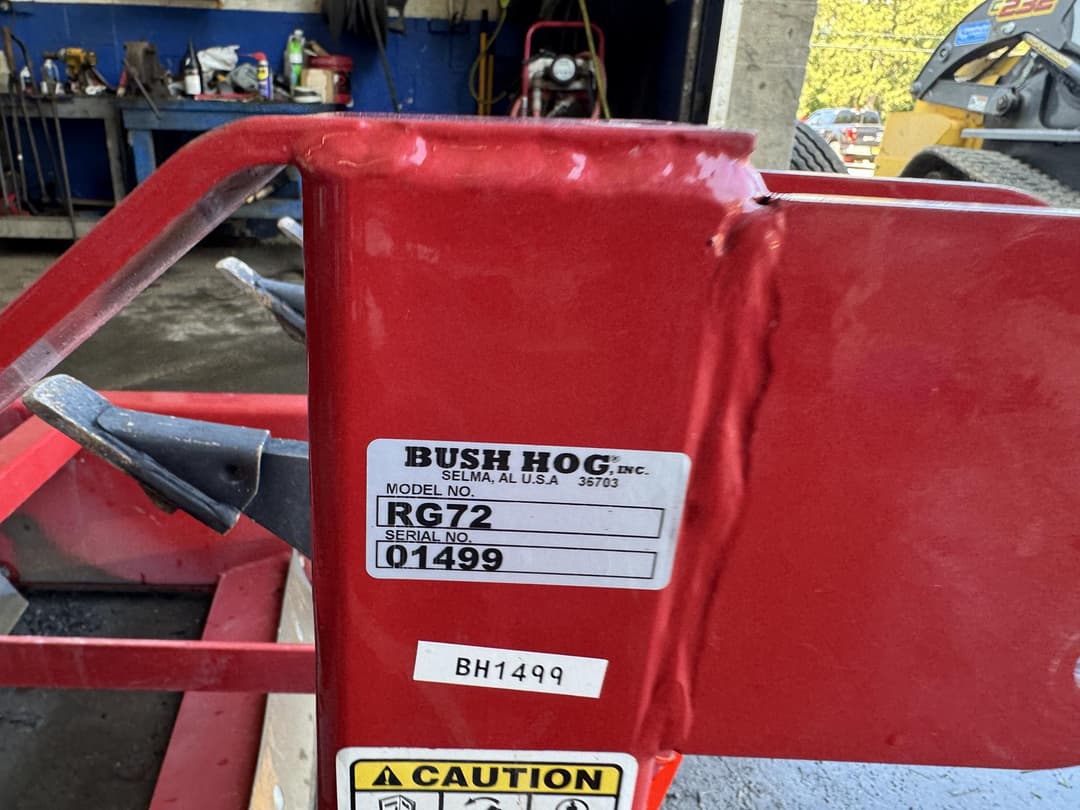 BUSH HOG®, INC.
SELMA, AL U.S.A 36703
MODEL NO.
RG72
SERIAL NO.
01499
BH1499
CAUTION